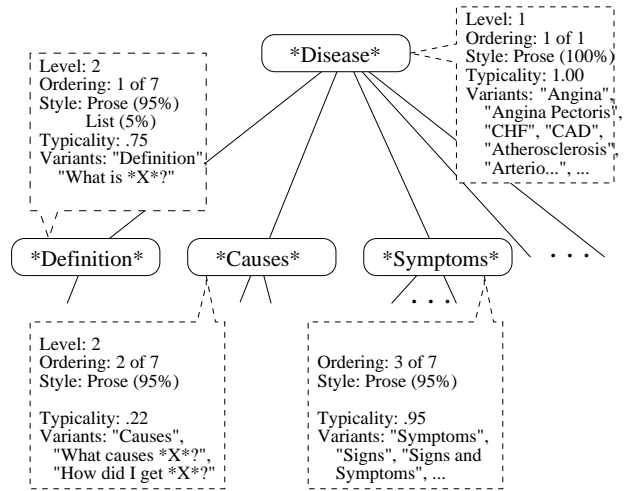 *Disease*
Level: 1
Ordering: 1 of 1
Style: Prose (100%)
Typicality: 1.00
Variants: "Angina",
"Angina Pectoris",
"CHF", "CAD",
"Atherosclerosis",
"Arterio...", ...
Level: 2
Ordering: 1 of 7
Style: Prose (95%)
List (5%)
Typicality: .75
Variants: "Definition",
"What is *X*?"
*Definition*
*Causes*
*Symptoms*
. . .
. . .
Level: 2
Ordering: 2 of 7
Style: Prose (95%)
Typicality: .22
Variants: "Causes",
"What causes *X*?",
"How did I get *X*?"
Ordering: 3 of 7
Style: Prose (95%)
Typicality: .95
Variants: "Symptoms",
"Signs", "Signs and
Symptoms", ...